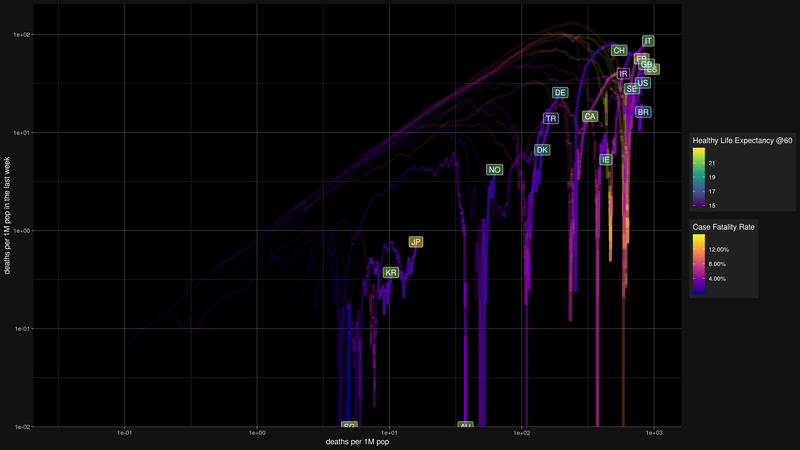 1e+02
1e+01
1e+00
1e-01
1e-02
deaths per 1M pop in the last week
IT
CH
GB
ES
IR
US
SE
DE
BR
TR
CA
DK
IE
NO
JP
KR
SG
AU
1e-01
1e+00
1e+01
1e+02
1e+03
deaths per 1M pop
Healthy Life Expectancy @60
21
19
17
15
Case Fatality Rate
12.00%
8.00%
4.00%